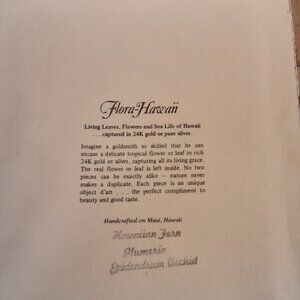 Flora-Hawaii
Living Leaves, Flowers and Sea Life of Hawaii
. . . captured in 24K gold or pure silver.
Imagine a goldsmith so skilled that he can
encase a delicate tropical flower or leaf in rich
24K gold or silver, capturing all its living grace.
The real flower or leaf is left inside. No two
pieces can be exactly alike -- nature never
makes a duplicate. Each piece is an unique
object d'art . . . the perfect compliment to
beauty and good taste.
Handcrafted on Maui, Hawaii
Hawaiian Fern
Plumeria
Epidendrum Orchid